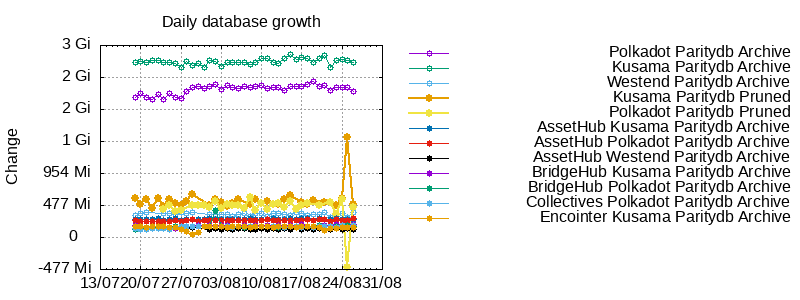 Daily database growth
Change
3 Gi
2 Gi
2 Gi
1 Gi
954 Mi
477 Mi
0
-477 Mi
13/07 20/07 27/07 03/08 10/08 17/08 24/08 31/08
Polkadot Paritydb Archive
Kusama Paritydb Archive
Westend Paritydb Archive
Kusama Paritydb Pruned
Polkadot Paritydb Pruned
AssetHub Kusama Paritydb Archive
AssetHub Polkadot Paritydb Archive
AssetHub Westend Paritydb Archive
BridgeHub Kusama Paritydb Archive
BridgeHub Polkadot Paritydb Archive
Collectives Polkadot Paritydb Archive
Encointer Kusama Paritydb Archive